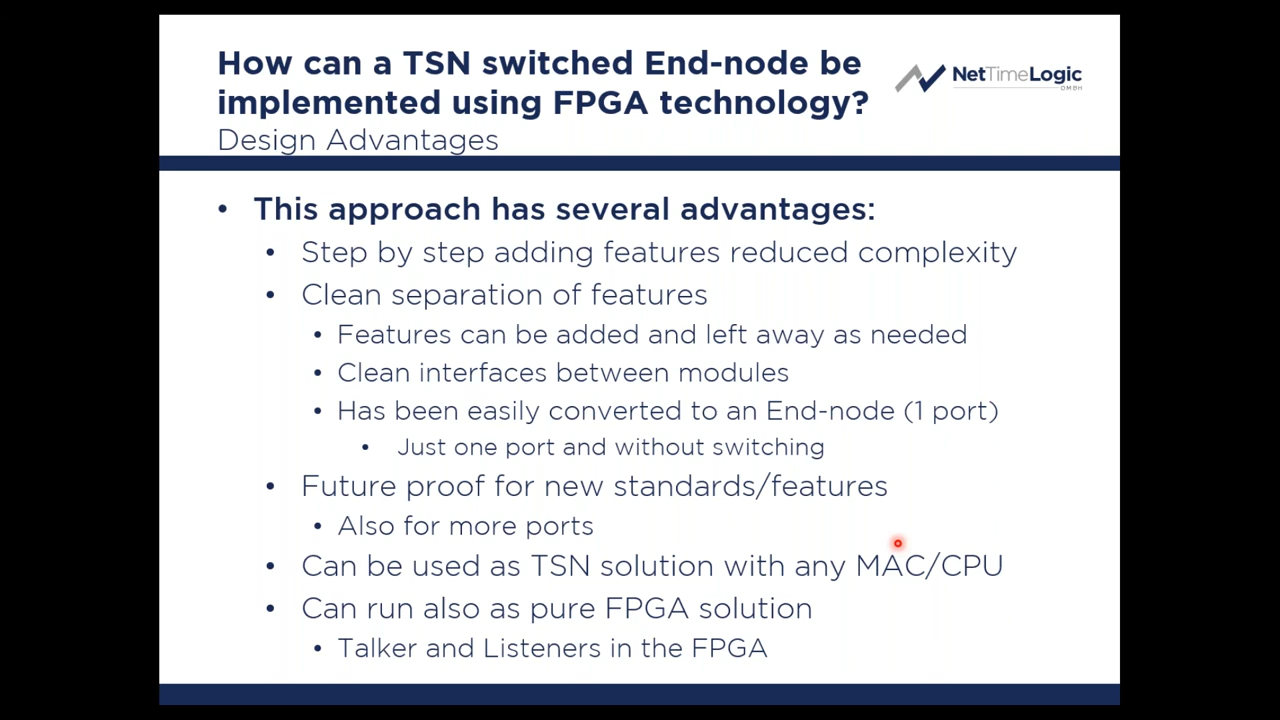 How can a TSN switched End-node be
implemented using FPGA technology?
NetTimeLogic
GMBH
Design Advantages
• This approach has several advantages:
• Step by step adding features reduced complexity
• Clean separation of features
• Features can be added and left away as needed
• Clean interfaces between modules
• Has been easily converted to an End-node (1 port)
• Just one port and without switching
• Future proof for new standards/features
• Also for more ports
• Can be used as TSN solution with any MAC/CPU
• Can run also as pure FPGA solution
• Talker and Listeners in the FPGA